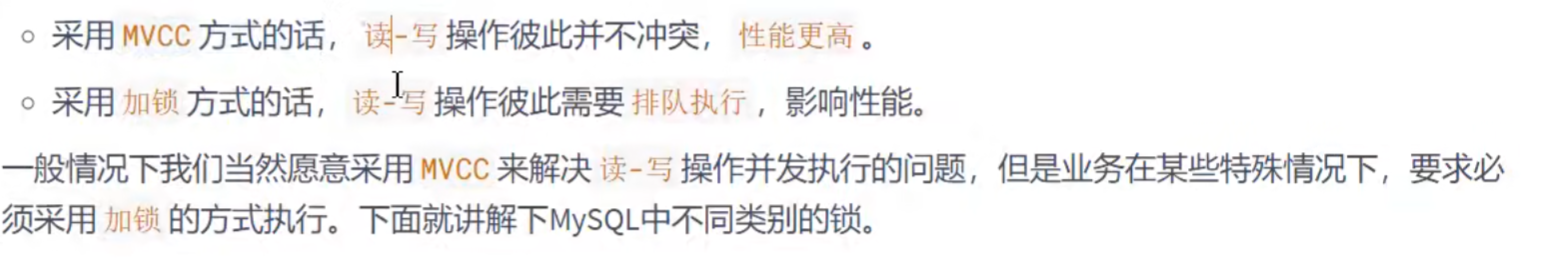 采用 MVCC 方式的话， 读-写 操作彼此并不冲突， 性能更高 。
采用 加锁 方式的话， 读-写 操作彼此需要 排队执行 ，影响性能。
一般情况下我们当然愿意采用 MVCC 来解决 读-写 操作并发执行的问题，但是业务在某些特殊情况下，要求必
须采用 加锁 的方式执行。下面就讲解下MySQL中不同类别的锁。